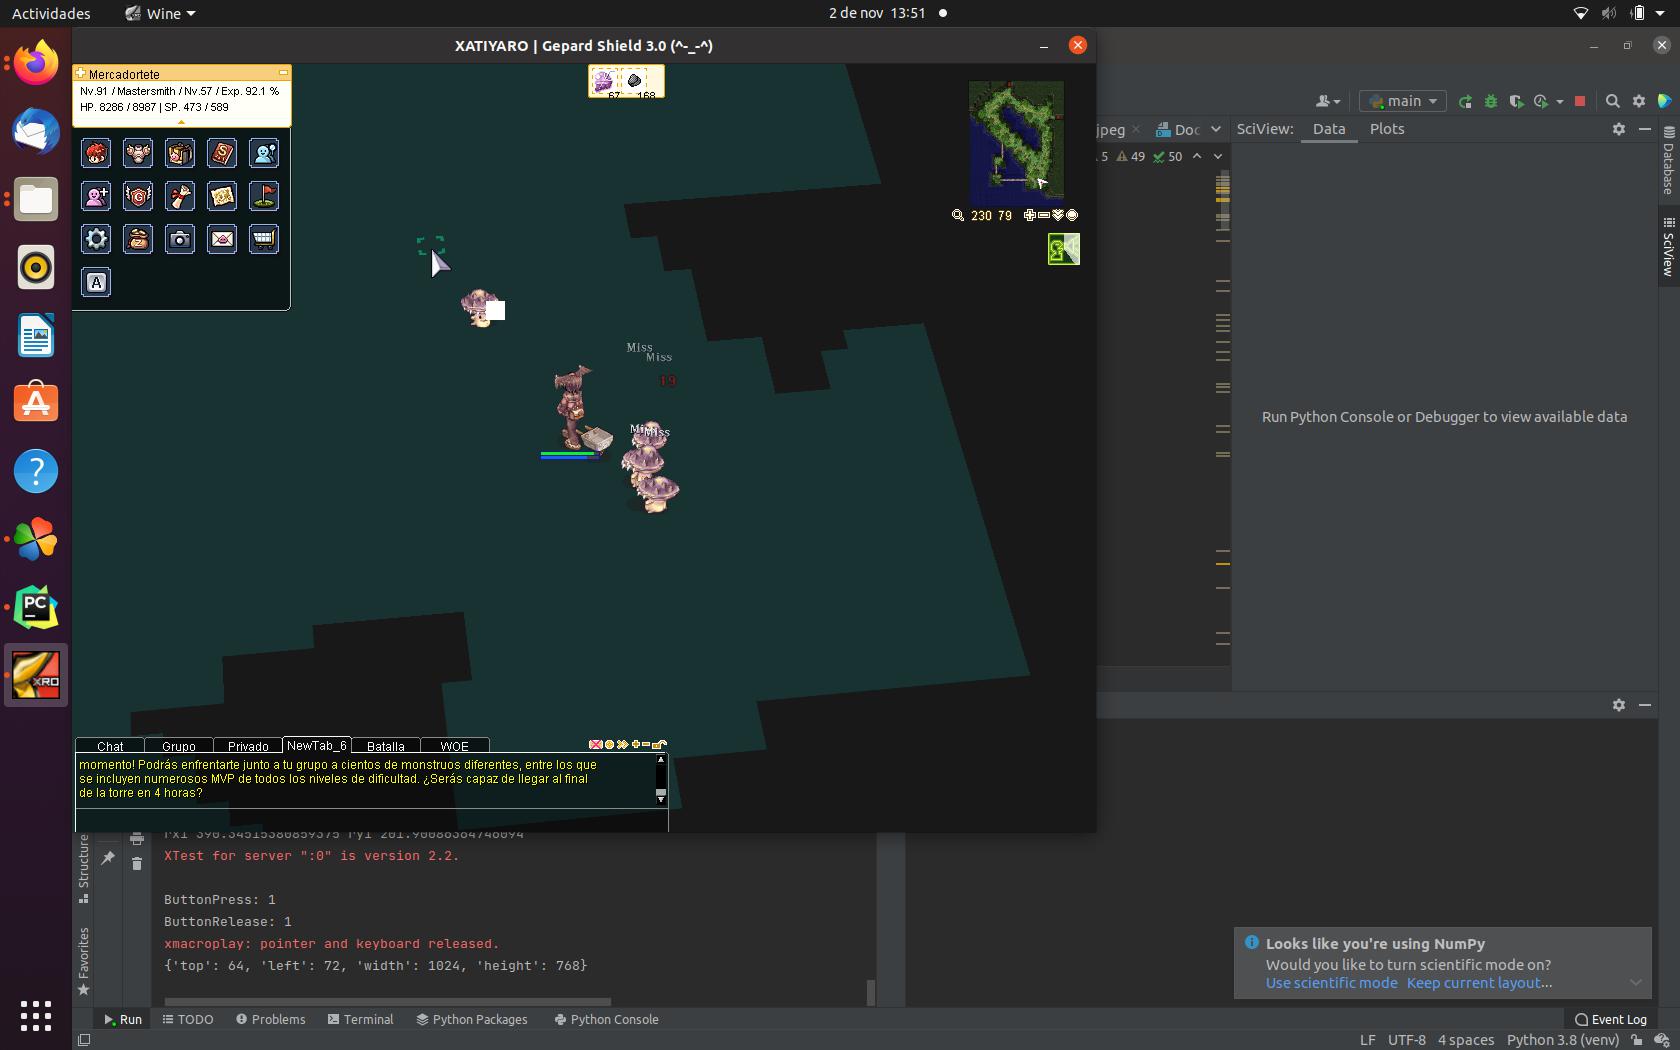 Actividades
Wine
2 de nov 13:51
XATIYARO | Gepard Shield 3.0 (^-_-^)
Mercadortete
Nv.91 / Mastersmith / Nv.57 / Exp. 92.1 %
HP. 8286 / 8987 | SP. 473 / 589
67
168
230 79
main
jpeg
Doc
SciView:
Data
Plots
5
49
50
Database
SciView
G
S
A
Miss
Miss
19
Miss
Run Python Console or Debugger to view available data
PC
XRO
Chat
Grupo
Privado
NewTab_6
Batalla
WOE
momento! Podrás enfrentarte junto a tu grupo a cientos de monstruos diferentes, entre los que
se incluyen numerosos MVP de todos los niveles de dificultad. ¿Serás capaz de llegar al final
de la torre en 4 horas?
XTest for server ":0" is version 2.2.
ButtonPress: 1
ButtonRelease: 1
xmacroplay: pointer and keyboard released.
{'top': 64, 'left': 72, 'width': 1024, 'height': 768}
Structure
Favorites
Looks like you're using NumPy
Would you like to turn scientific mode on?
Use scientific mode Keep current layout...
Run
TODO
Problems
Terminal
Python Packages
Python Console
Event Log
LF
UTF-8
4 spaces
Python 3.8 (venv)